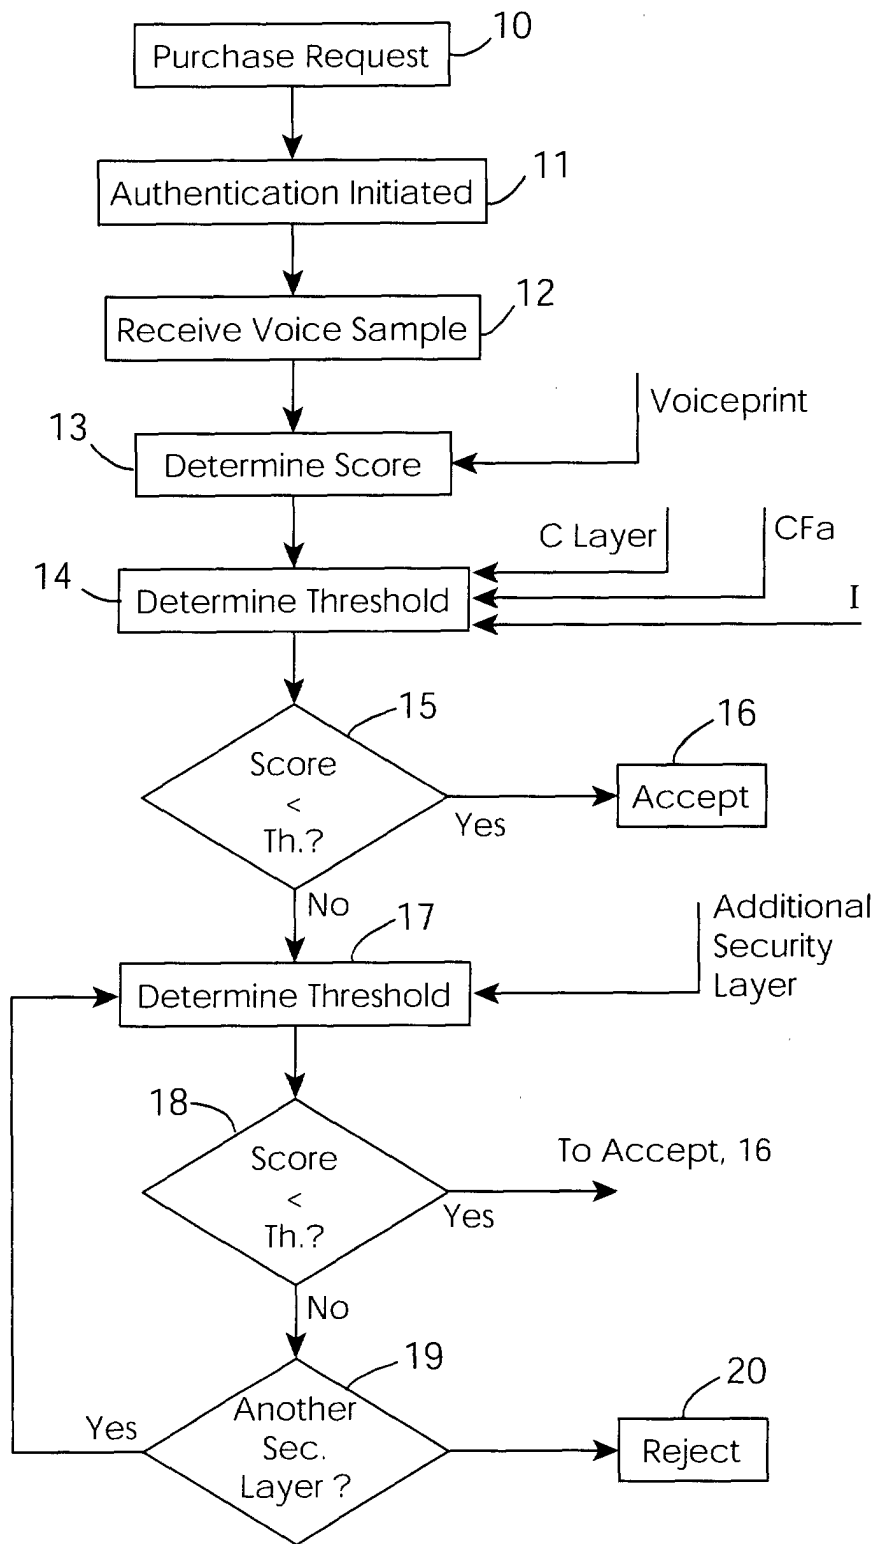 10
Purchase Request
11
Authentication Initiated
12
Receive Voice Sample
Voiceprint
13
Determine Score
C Layer
CFa
14
Determine Threshold
I
15
Score
<
Th.?
Yes
16
Accept
No
17
Additional
Security
Layer
Determine Threshold
18
Score
<
Th.?
Yes
To Accept, 16
No
19
Another
Sec.
Layer ?
Yes
20
Reject